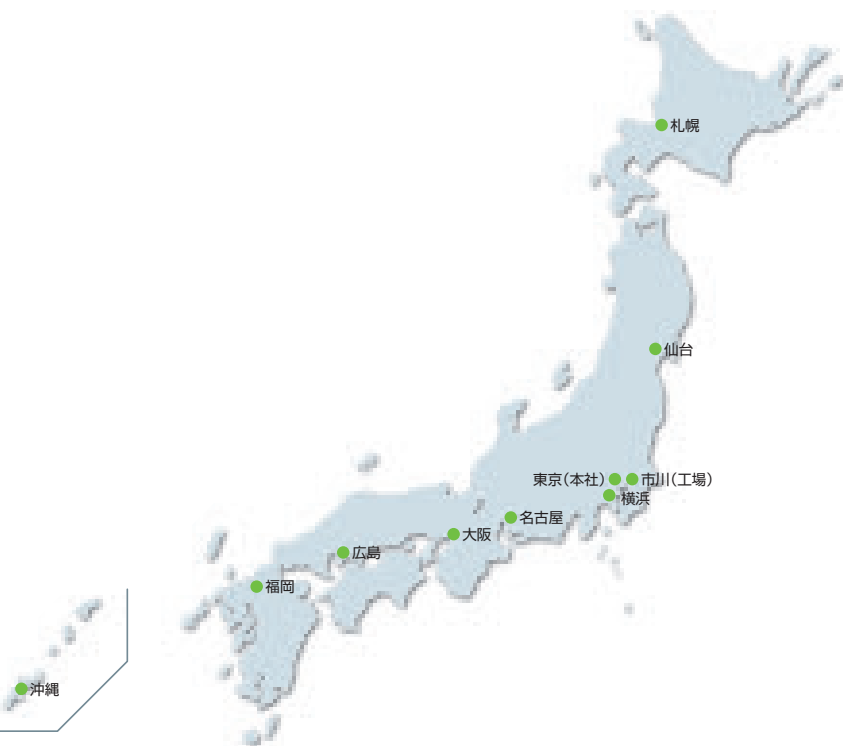 札幌
仙台
東京(本社)
市川(工場)
横浜
名古屋
大阪
広島
福岡
沖縄